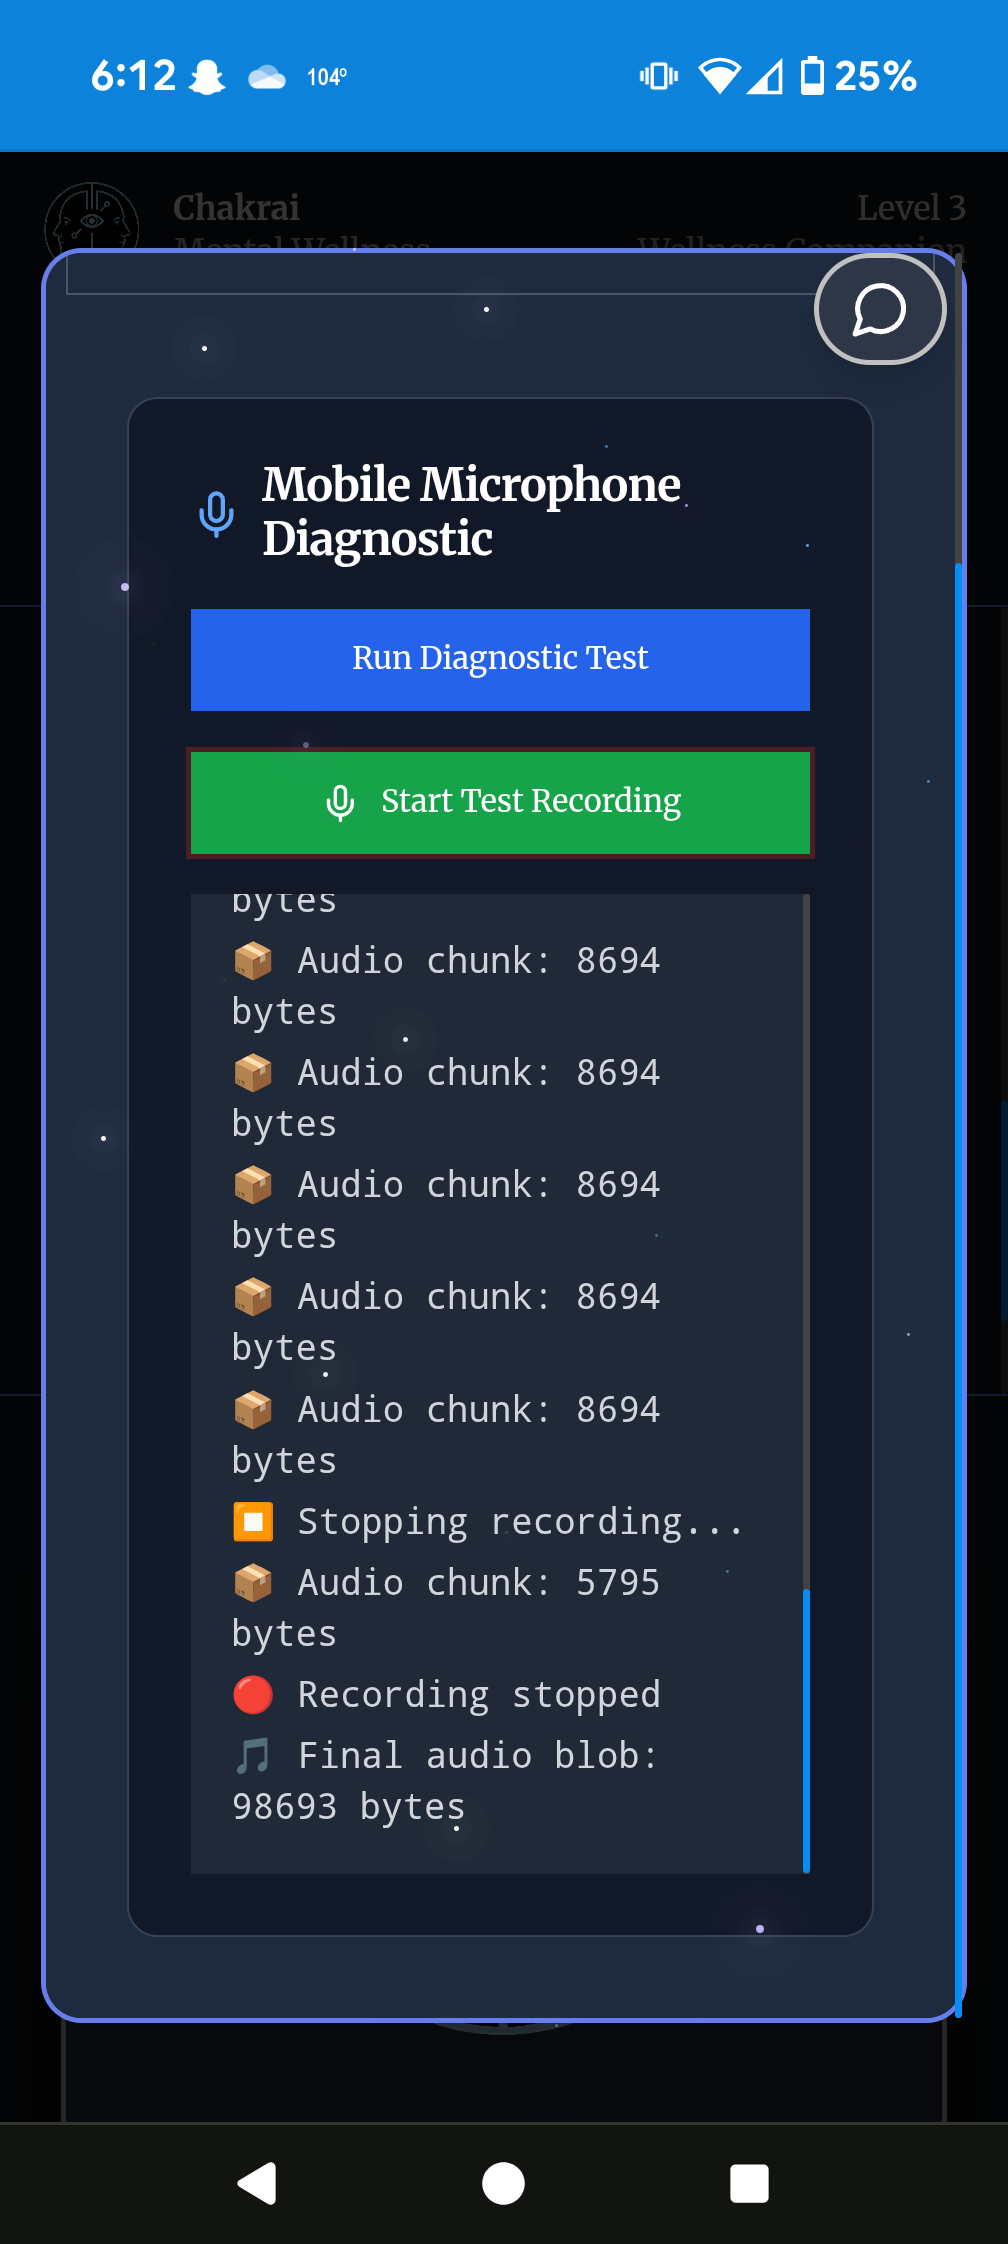 6:12 104° 25%
Chakrai Level 3
Mental Wellness Wellness Companion
Mobile Microphone
Diagnostic
Run Diagnostic Test
Start Test Recording
bytes
📦 Audio chunk: 8694
bytes
📦 Audio chunk: 8694
bytes
📦 Audio chunk: 8694
bytes
📦 Audio chunk: 8694
bytes
📦 Audio chunk: 8694
bytes
⏹️ Stopping recording...
📦 Audio chunk: 5795
bytes
🔴 Recording stopped
🎵 Final audio blob:
98693 bytes